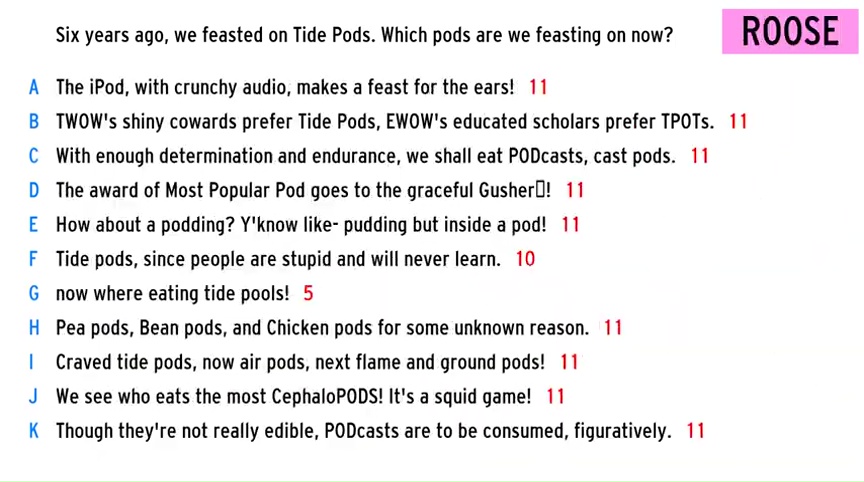 Six years ago, we feasted on Tide Pods. Which pods are we feasting on now?
ROOSE
A The iPod, with crunchy audio, makes a feast for the ears! 11
B TWOW's shiny cowards prefer Tide Pods, EWOW's educated scholars prefer TPOTs. 11
C With enough determination and endurance, we shall eat PODcasts, cast pods. 11
D The award of Most Popular Pod goes to the graceful Gusher▯! 11
E How about a podding? Y'know like- pudding but inside a pod! 11
F Tide pods, since people are stupid and will never learn. 10
G now where eating tide pools! 5
H Pea pods, Bean pods, and Chicken pods for some unknown reason. 11
I Craved tide pods, now air pods, next flame and ground pods! 11
J We see who eats the most CephaloPODS! It's a squid game! 11
K Though they're not really edible, PODcasts are to be consumed, figuratively. 11